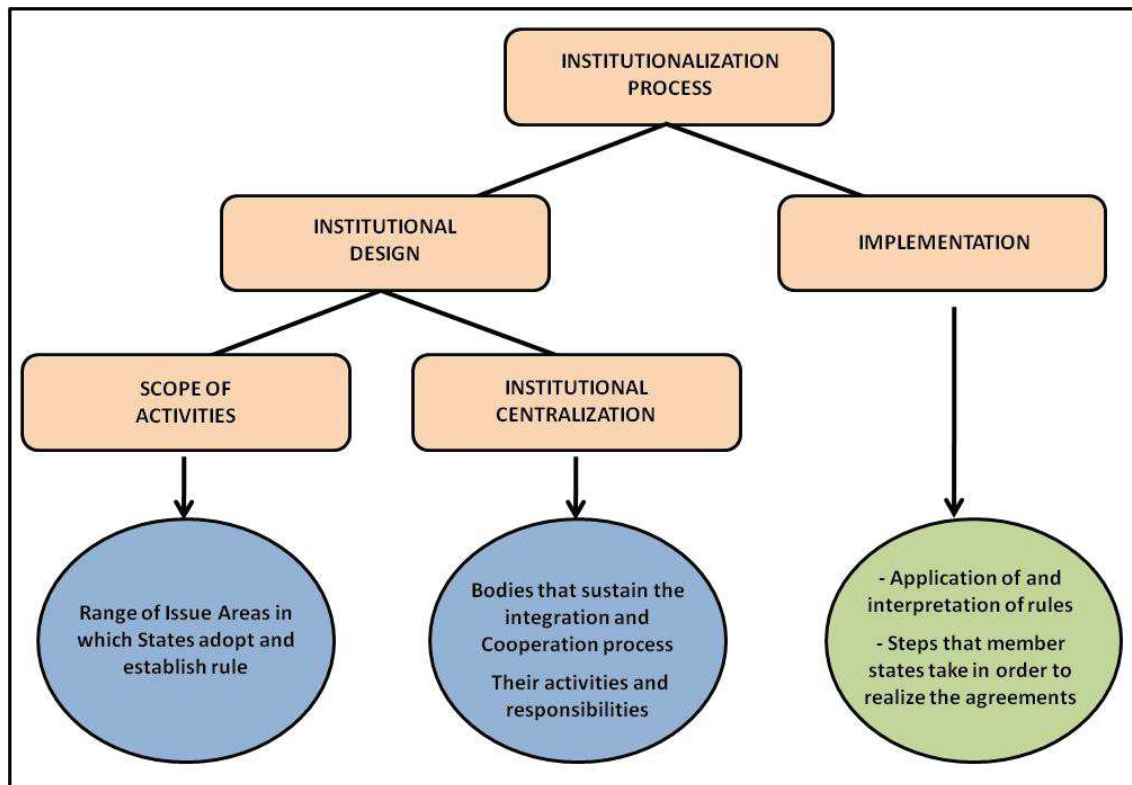 INSTITUTIONALIZATION
PROCESS
INSTITUTIONAL
DESIGN
IMPLEMENTATION
SCOPE OF
ACTIVITIES
INSTITUTIONAL
CENTRALIZATION
Range of Issue Areas in
which States adopt and
establish rule
Bodies that sustain the
integration and
Cooperation process
Their activities and
responsibilities
- Application of and
interpretation of rules
- Steps that member
states take in order to
realize the agreements